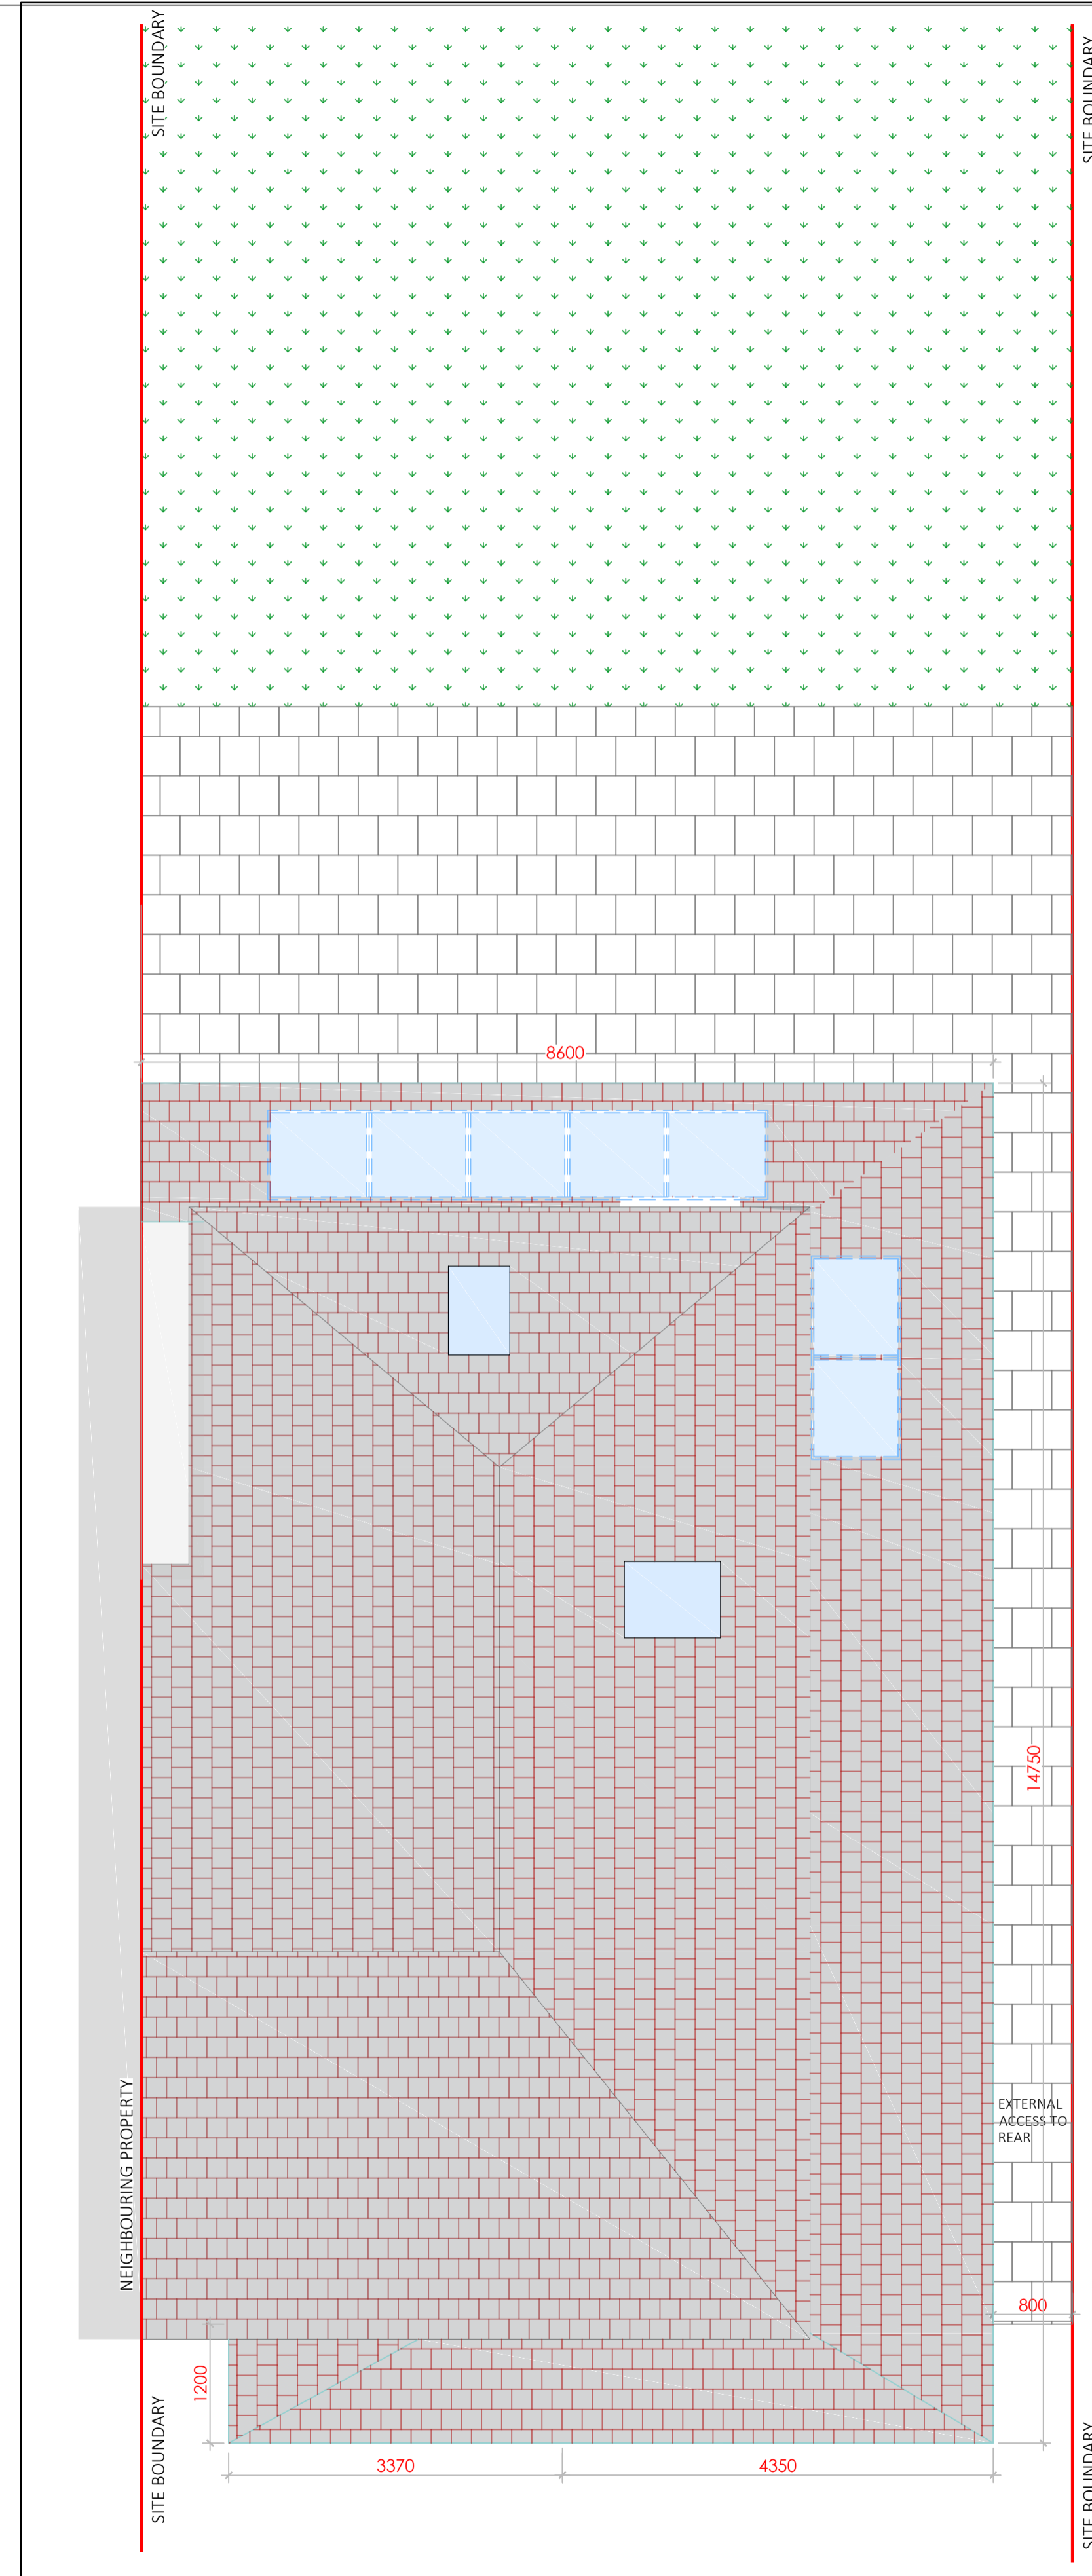 SITE BOUNDARY
SITE BOUNDARY
8600
14750
NEIGHBOURING PROPERTY
EXTERNAL
ACCESS TO
REAR
800
1200
SITE BOUNDARY
SITE BOUNDARY
3370
4350